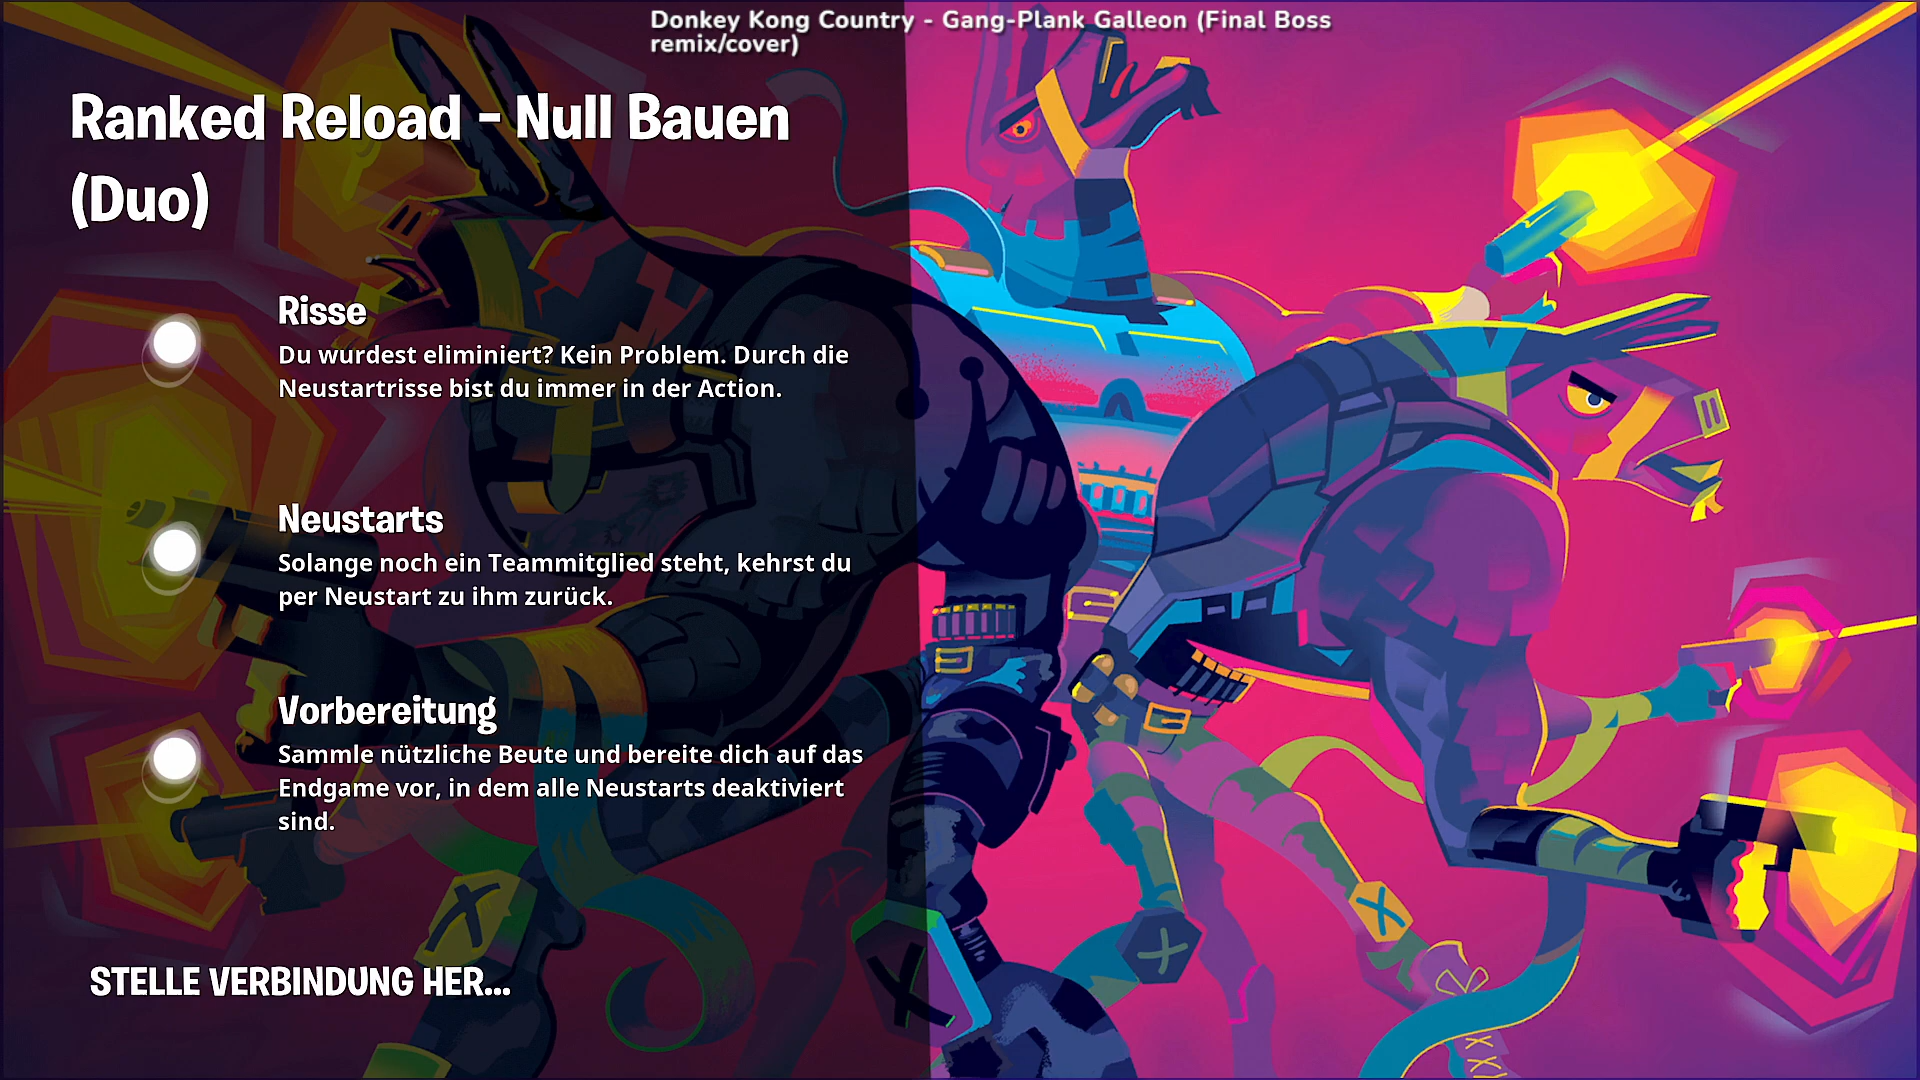 Donkey Kong Country - Gang-Plank Galleon (Final Boss
remix/cover)
Ranked Reload - Null Bauen
(Duo)
Risse
Du wurdest eliminiert? Kein Problem. Durch die
Neustartrisse bist du immer in der Action.
Neustarts
Solange noch ein Teammitglied steht, kehrst du
per Neustart zu ihm zurück.
Vorbereitung
Sammle nützliche Beute und bereite dich auf das
Endgame vor, in dem alle Neustarts deaktiviert
sind.
STELLE VERBINDUNG HER...